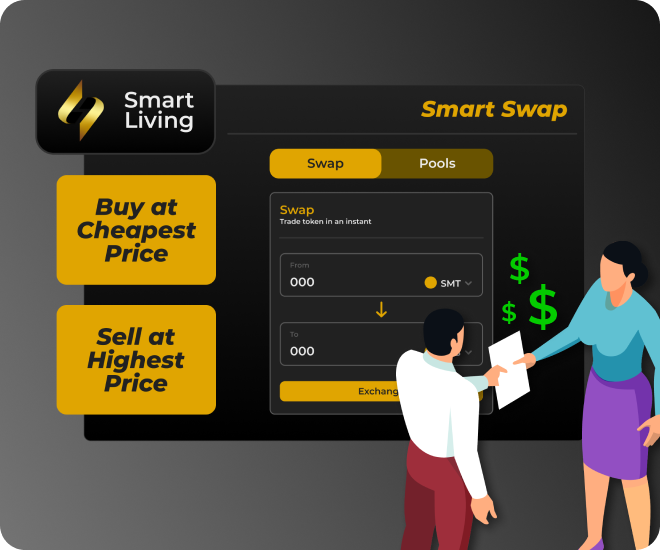 Smart
Living
Smart Swap
Buy at
Cheapest
Price
Sell at
Highest
Price
Swap
Pools
Swap
Trade token in an instant
From
000
SMT
To
000
$
$
$